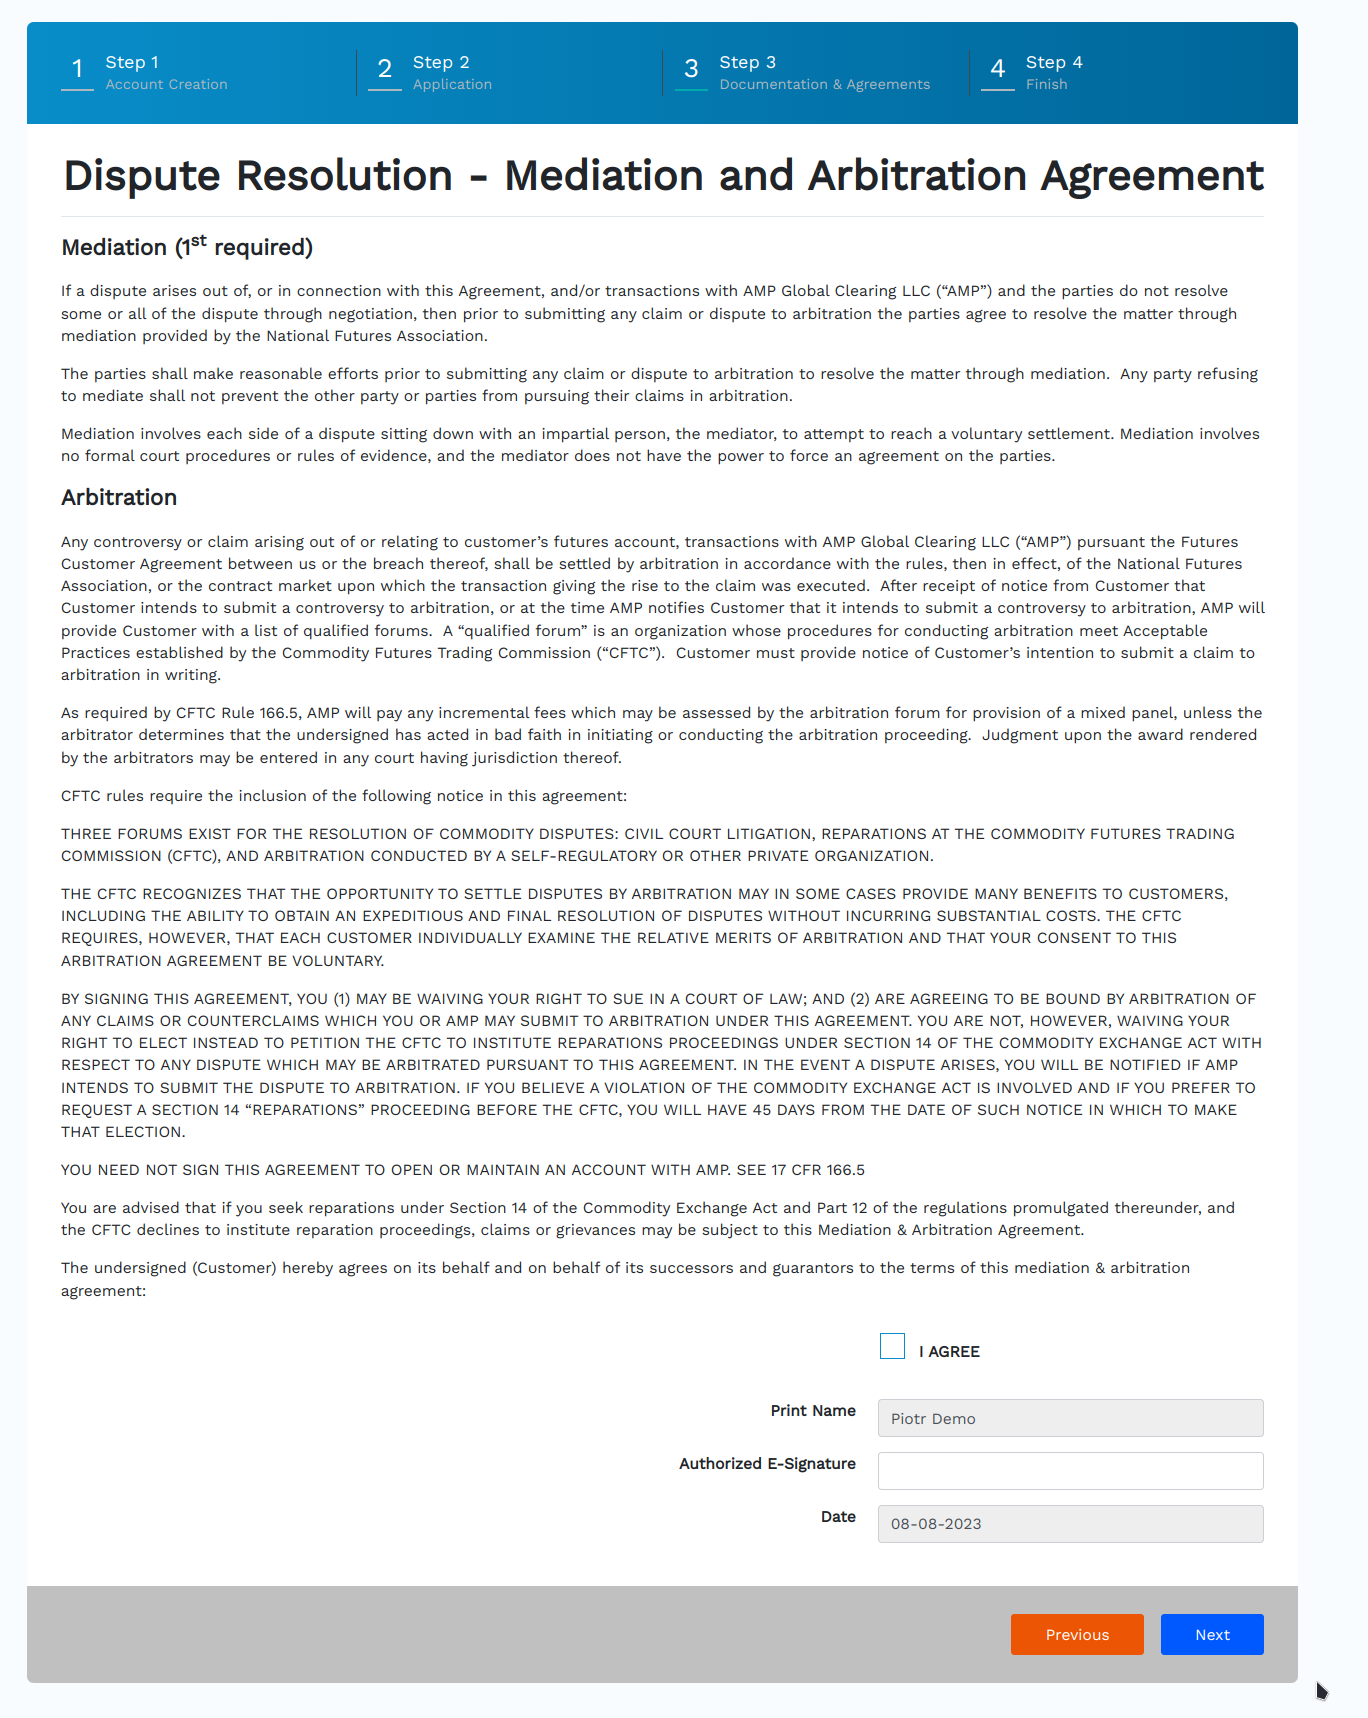 1 Step 1
Account Creation
2 Step 2
Application
3 Step 3
Documentation & Agreements
4 Step 4
Finish
Dispute Resolution - Mediation and Arbitration Agreement
Mediation (1st required)
If a dispute arises out of, or in connection with this Agreement, and/or transactions with AMP Global Clearing LLC (“AMP”) and the parties do not resolve
some or all of the dispute through negotiation, then prior to submitting any claim or dispute to arbitration the parties agree to resolve the matter through
mediation provided by the National Futures Association.
The parties shall make reasonable efforts prior to submitting any claim or dispute to arbitration to resolve the matter through mediation.  Any party refusing
to mediate shall not prevent the other party or parties from pursuing their claims in arbitration.
Mediation involves each side of a dispute sitting down with an impartial person, the mediator, to attempt to reach a voluntary settlement. Mediation involves
no formal court procedures or rules of evidence, and the mediator does not have the power to force an agreement on the parties.
Arbitration
Any controversy or claim arising out of or relating to customer’s futures account, transactions with AMP Global Clearing LLC (“AMP”) pursuant the Futures
Customer Agreement between us or the breach thereof, shall be settled by arbitration in accordance with the rules, then in effect, of the National Futures
Association, or the contract market upon which the transaction giving the rise to the claim was executed.  After receipt of notice from Customer that
Customer intends to submit a controversy to arbitration, or at the time AMP notifies Customer that it intends to submit a controversy to arbitration, AMP will
provide Customer with a list of qualified forums.  A “qualified forum” is an organization whose procedures for conducting arbitration meet Acceptable
Practices established by the Commodity Futures Trading Commission (“CFTC”).  Customer must provide notice of Customer’s intention to submit a claim to
arbitration in writing.
As required by CFTC Rule 166.5, AMP will pay any incremental fees which may be assessed by the arbitration forum for provision of a mixed panel, unless the
arbitrator determines that the undersigned has acted in bad faith in initiating or conducting the arbitration proceeding.  Judgment upon the award rendered
by the arbitrators may be entered in any court having jurisdiction thereof.
CFTC rules require the inclusion of the following notice in this agreement:
THREE FORUMS EXIST FOR THE RESOLUTION OF COMMODITY DISPUTES: CIVIL COURT LITIGATION, REPARATIONS AT THE COMMODITY FUTURES TRADING
COMMISSION (CFTC), AND ARBITRATION CONDUCTED BY A SELF-REGULATORY OR OTHER PRIVATE ORGANIZATION.
THE CFTC RECOGNIZES THAT THE OPPORTUNITY TO SETTLE DISPUTES BY ARBITRATION MAY IN SOME CASES PROVIDE MANY BENEFITS TO CUSTOMERS,
INCLUDING THE ABILITY TO OBTAIN AN EXPEDITIOUS AND FINAL RESOLUTION OF DISPUTES WITHOUT INCURRING SUBSTANTIAL COSTS. THE CFTC
REQUIRES, HOWEVER, THAT EACH CUSTOMER INDIVIDUALLY EXAMINE THE RELATIVE MERITS OF ARBITRATION AND THAT YOUR CONSENT TO THIS
ARBITRATION AGREEMENT BE VOLUNTARY.
BY SIGNING THIS AGREEMENT, YOU (1) MAY BE WAIVING YOUR RIGHT TO SUE IN A COURT OF LAW; AND (2) ARE AGREEING TO BE BOUND BY ARBITRATION OF
ANY CLAIMS OR COUNTERCLAIMS WHICH YOU OR AMP MAY SUBMIT TO ARBITRATION UNDER THIS AGREEMENT. YOU ARE NOT, HOWEVER, WAIVING YOUR
RIGHT TO ELECT INSTEAD TO PETITION THE CFTC TO INSTITUTE REPARATIONS PROCEEDINGS UNDER SECTION 14 OF THE COMMODITY EXCHANGE ACT WITH
RESPECT TO ANY DISPUTE WHICH MAY BE ARBITRATED PURSUANT TO THIS AGREEMENT. IN THE EVENT A DISPUTE ARISES, YOU WILL BE NOTIFIED IF AMP
INTENDS TO SUBMIT THE DISPUTE TO ARBITRATION. IF YOU BELIEVE A VIOLATION OF THE COMMODITY EXCHANGE ACT IS INVOLVED AND IF YOU PREFER TO
REQUEST A SECTION 14 “REPARATIONS” PROCEEDING BEFORE THE CFTC, YOU WILL HAVE 45 DAYS FROM THE DATE OF SUCH NOTICE IN WHICH TO MAKE
THAT ELECTION.
YOU NEED NOT SIGN THIS AGREEMENT TO OPEN OR MAINTAIN AN ACCOUNT WITH AMP. SEE 17 CFR 166.5
You are advised that if you seek reparations under Section 14 of the Commodity Exchange Act and Part 12 of the regulations promulgated thereunder, and
the CFTC declines to institute reparation proceedings, claims or grievances may be subject to this Mediation & Arbitration Agreement.
The undersigned (Customer) hereby agrees on its behalf and on behalf of its successors and guarantors to the terms of this mediation & arbitration
agreement:
I AGREE
Print Name Piotr Demo
Authorized E-Signature
Date 08-08-2023
Previous Next